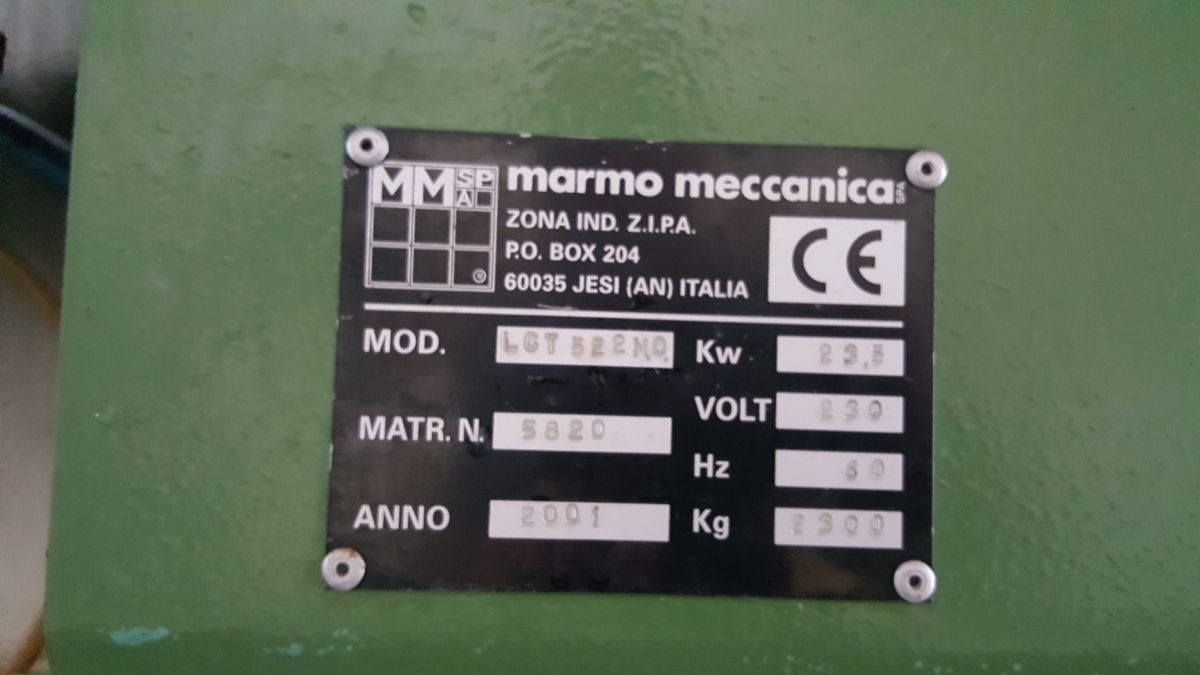 MM SPA
marmo meccanica SPA
ZONA IND. Z.I.P.A.
P.O. BOX 204
60035 JESI (AN) ITALIA
CE
MOD. LCT 522MO
Kw 23,5
VOLT 230
MATR. N. 5820
Hz 60
ANNO 2001
Kg 2300